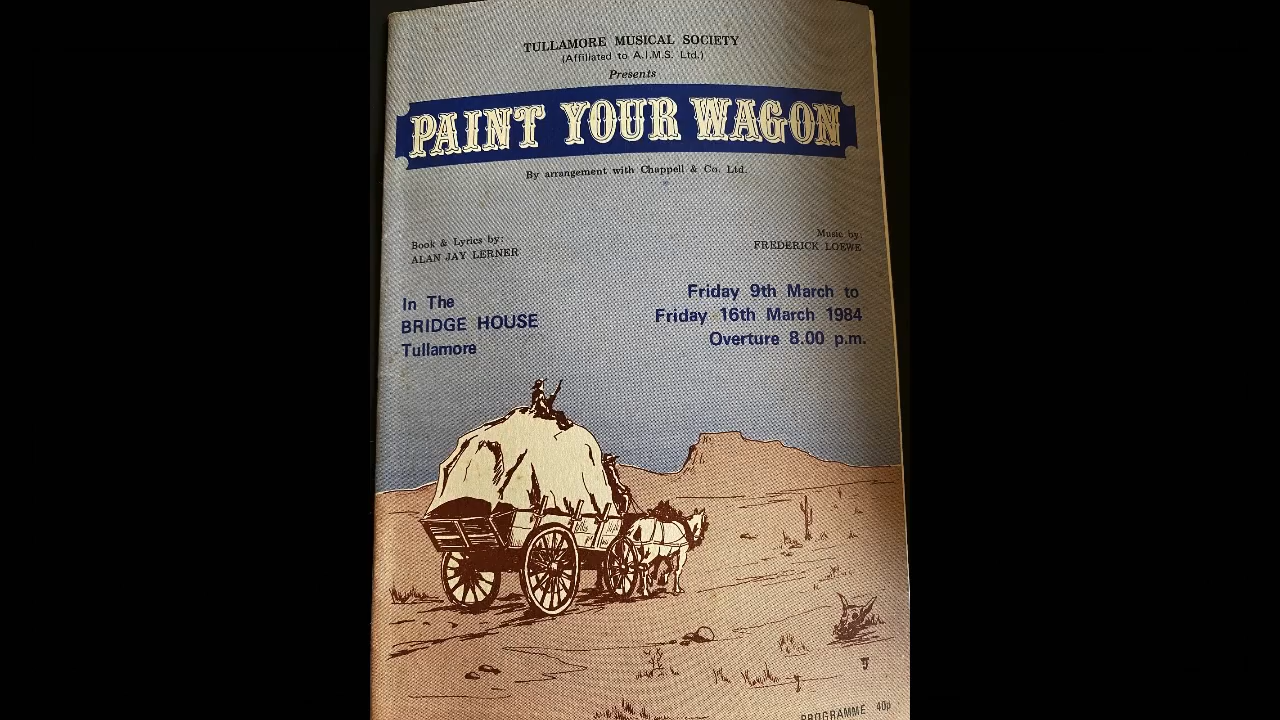 TULLAMORE MUSICAL SOCIETY
(Affiliated to A.I.M.S. Ltd.)
Presents
PAINT YOUR WAGON
By arrangement with Chappell & Co. Ltd.
Book & Lyrics by:
ALAN JAY LERNER
Music by:
FREDERICK LOEWE
In The
BRIDGE HOUSE
Tullamore
Friday 9th March to
Friday 16th March 1984
Overture 8.00 p.m.
PROGRAMME 40p